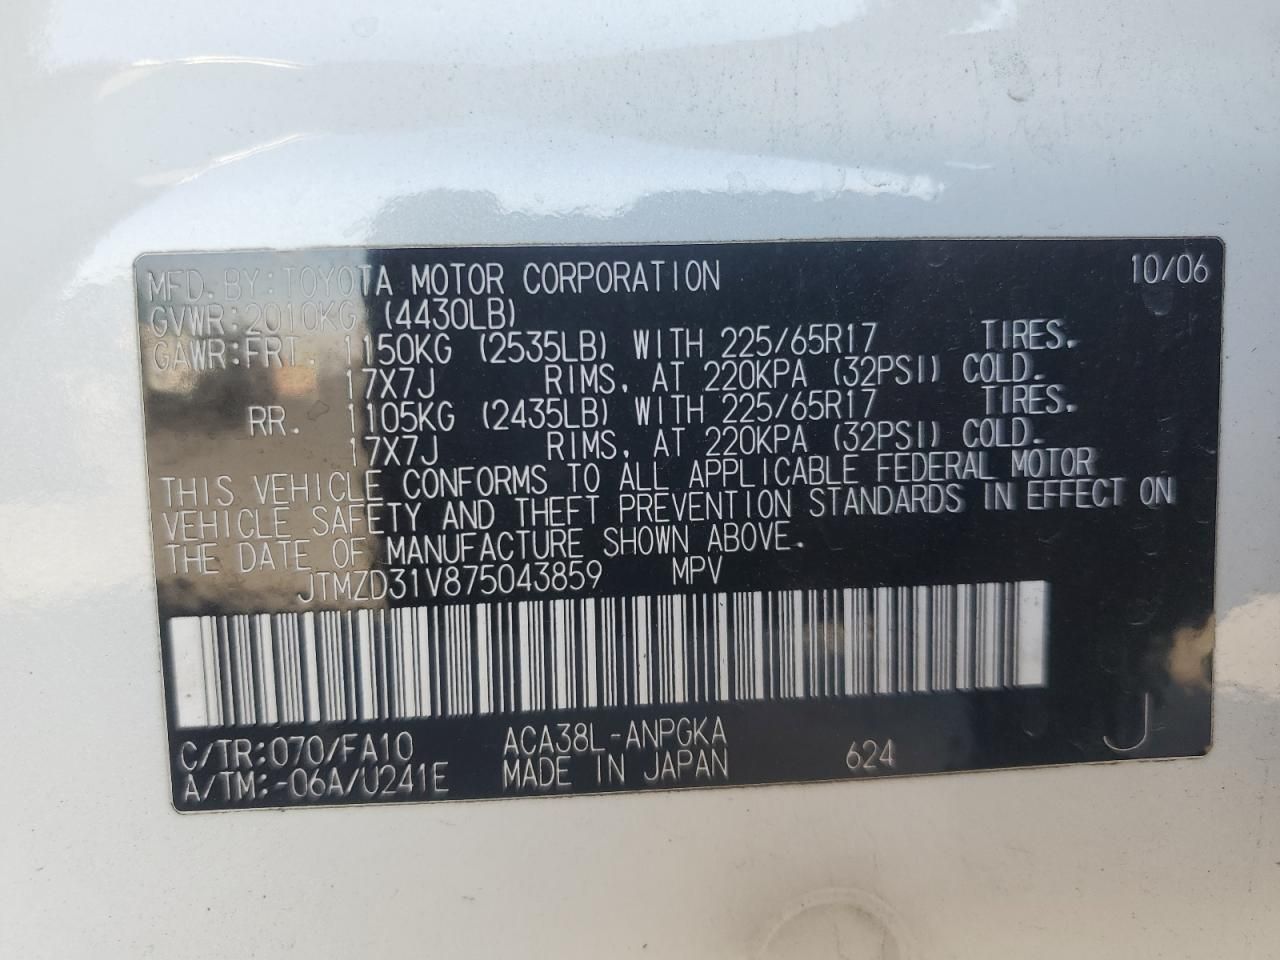 MFD. BY: TOYOTA MOTOR CORPORATION 10/06
GVWR: 2010KG (4430LB)
GAWR: FRT. 1150KG (2535LB) WITH 225/65R17 TIRES.
17X7J RIMS, AT 220KPA (32PSI) COLD.
RR. 1105KG (2435LB) WITH 225/65R17 TIRES.
17X7J RIMS, AT 220KPA (32PSI) COLD.
THIS VEHICLE CONFORMS TO ALL APPLICABLE FEDERAL MOTOR
VEHICLE SAFETY AND THEFT PREVENTION STANDARDS IN EFFECT ON
THE DATE OF MANUFACTURE SHOWN ABOVE.
JTMZD31V875043859 MPV
C/TR: 070/FA10 ACA38L-ANPGKA
A/TM: -06A/U241E MADE IN JAPAN 624 J